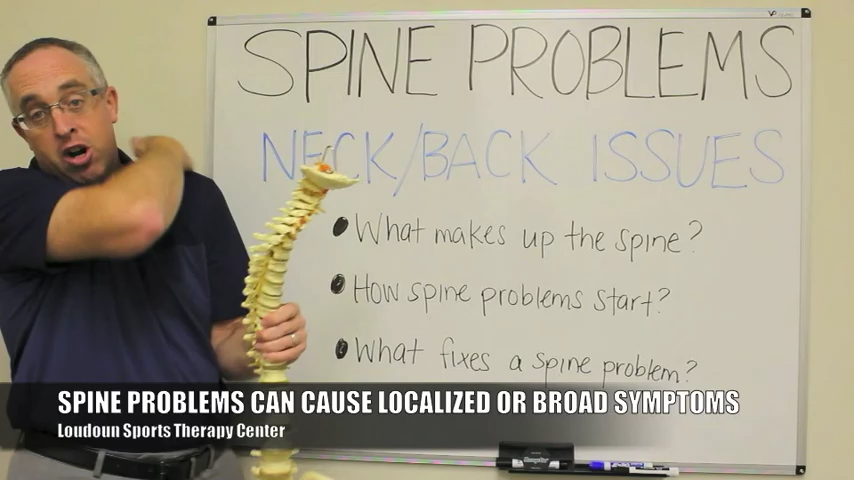 SPINE PROBLEMS
NECK/BACK ISSUES
What makes up the spine?
How spine problems start?
What fixes a spine problem?
SPINE PROBLEMS CAN CAUSE LOCALIZED OR BROAD SYMPTOMS
Loudoun Sports Therapy Center